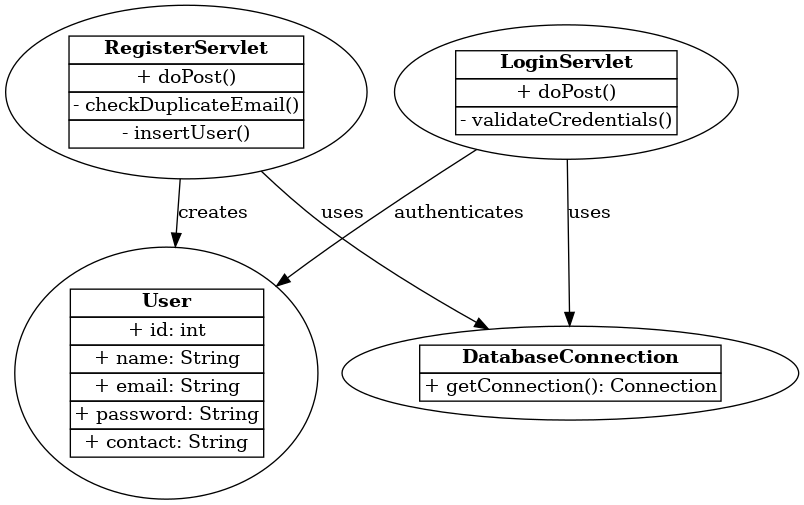 RegisterServlet
+ doPost()
- checkDuplicateEmail()
- insertUser()
LoginServlet
+ doPost()
- validateCredentials()
creates
uses
authenticates
uses
User
+ id: int
+ name: String
+ email: String
+ password: String
+ contact: String
DatabaseConnection
+ getConnection(): Connection